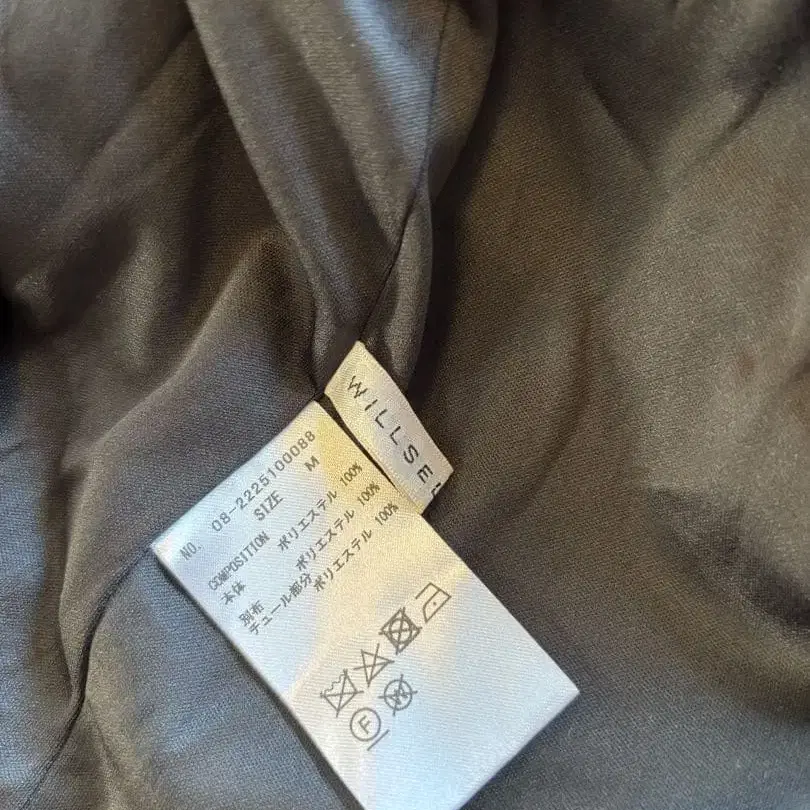 WILLSE
NO. 08-2225100088
SIZE M
COMPOSITION
本体 ポリエステル 100%
別布 ポリエステル 100%
チュール部分 ポリエステル 100%
F
W